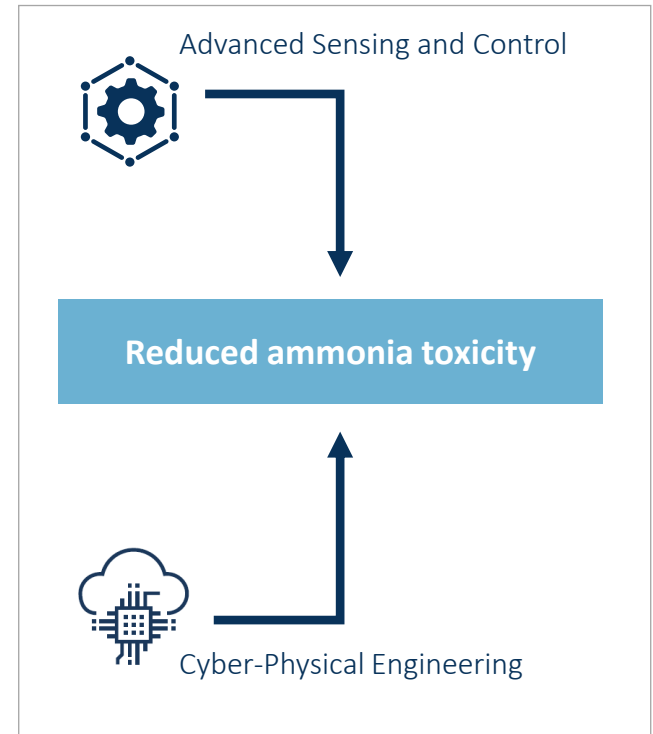 Advanced Sensing and Control
Reduced ammonia toxicity
Cyber-Physical Engineering